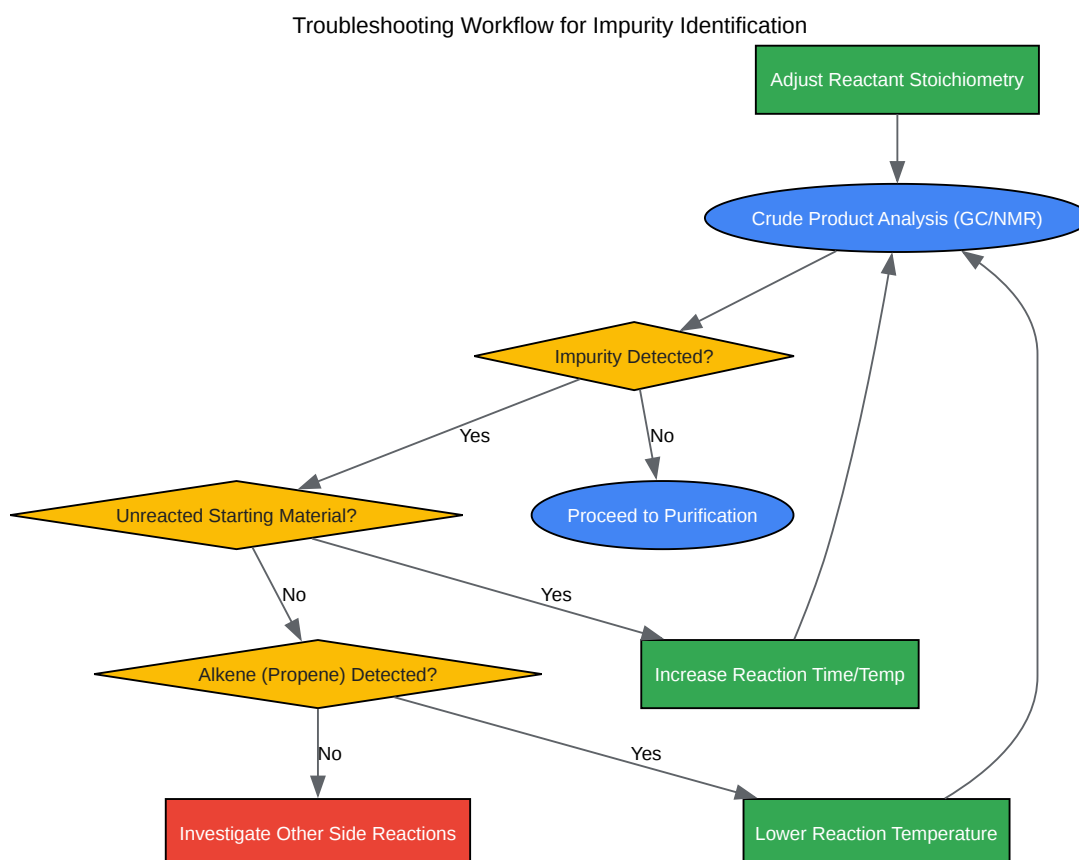 Troubleshooting Workflow for Impurity Identification
Adjust Reactant Stoichiometry
Crude Product Analysis (GC/NMR)
Impurity Detected?
Yes
No
Unreacted Starting Material?
Proceed to Purification
No
Yes
Alkene (Propene) Detected?
Increase Reaction Time/Temp
No
Yes
Investigate Other Side Reactions
Lower Reaction Temperature